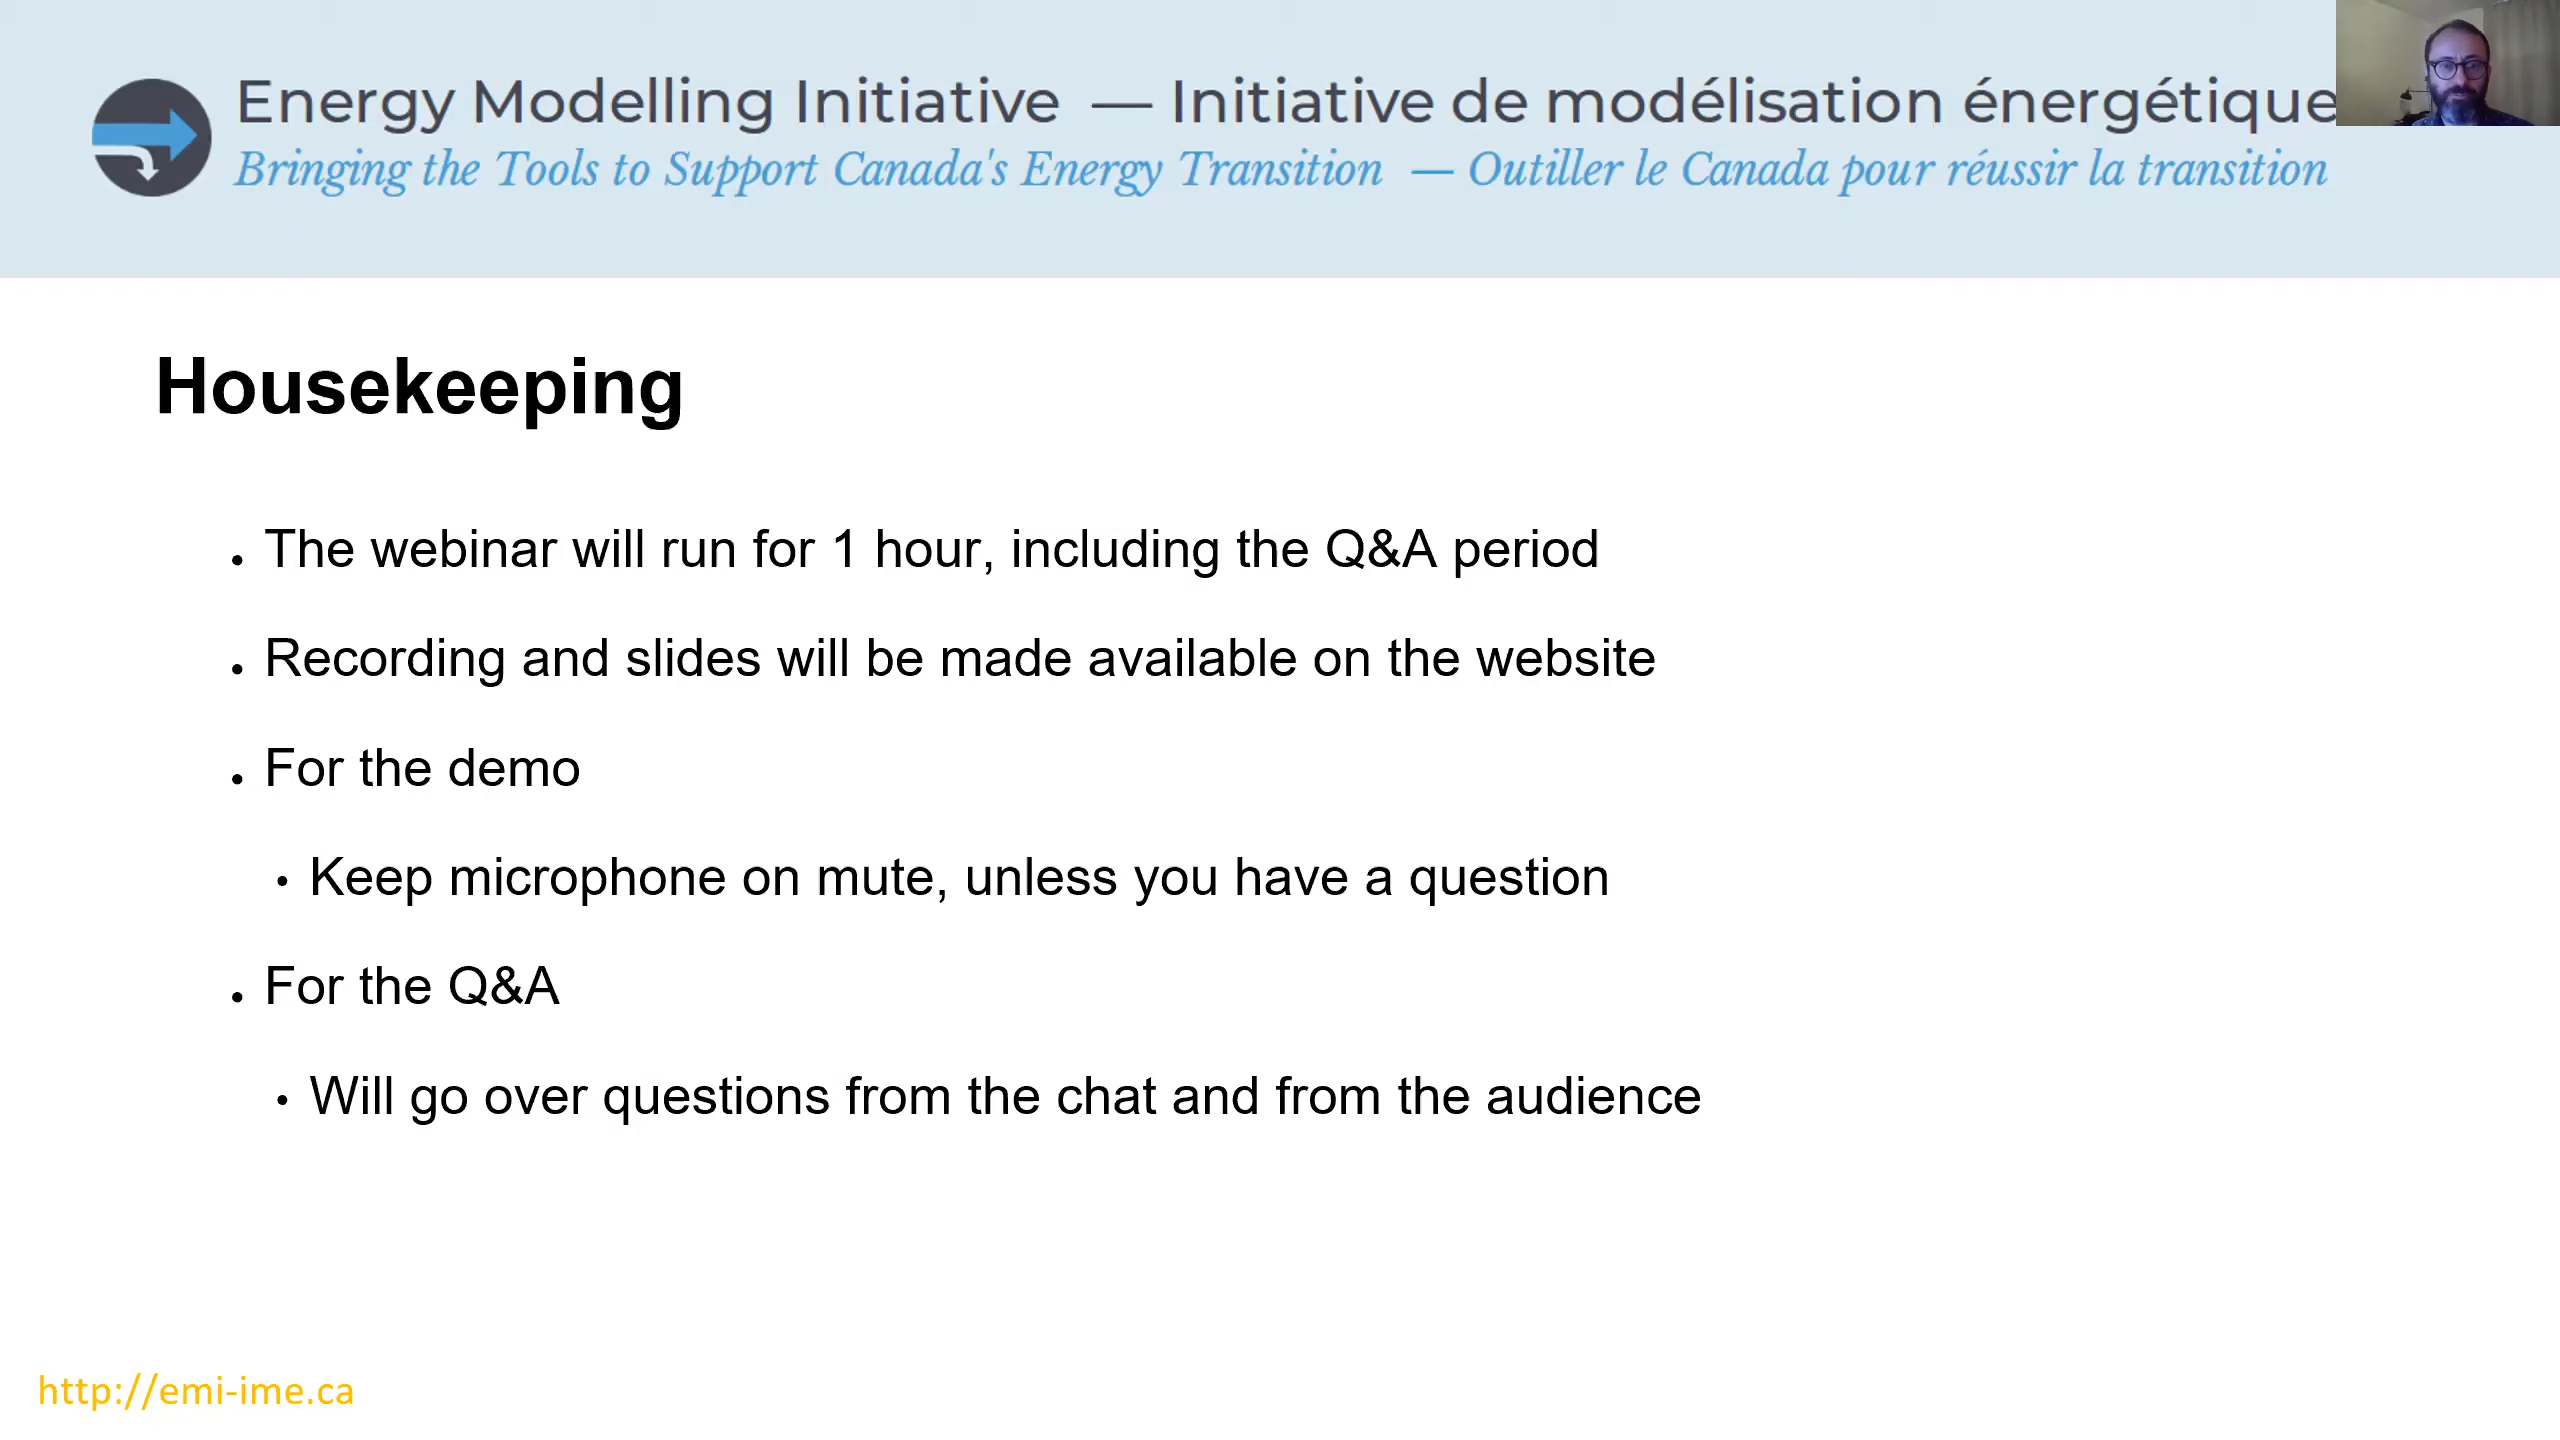 Energy Modelling Initiative — Initiative de modélisation énergétique
Bringing the Tools to Support Canada's Energy Transition — Outiller le Canada pour réussir la transition
Housekeeping
• The webinar will run for 1 hour, including the Q&A period
• Recording and slides will be made available on the website
• For the demo
• Keep microphone on mute, unless you have a question
• For the Q&A
• Will go over questions from the chat and from the audience
http://emi-ime.ca